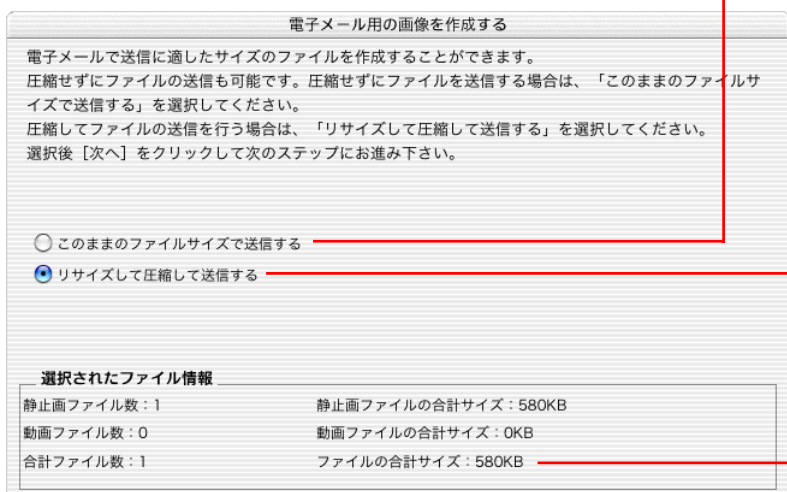 電子メール用の画像を作成する
電子メールで送信に適したサイズのファイルを作成することができます。
圧縮せずにファイルの送信も可能です。圧縮せずにファイルを送信する場合は、「このままのファイルサ
イズで送信する」を選択してください。
圧縮してファイルの送信を行う場合は、「リサイズして圧縮して送信する」を選択してください。
選択後［次へ］をクリックして次のステップにお進み下さい。
このままのファイルサイズで送信する
リサイズして圧縮して送信する
選択されたファイル情報
静止画ファイル数：1 静止画ファイルの合計サイズ：580KB
動画ファイル数：0 動画ファイルの合計サイズ：0KB
合計ファイル数：1 ファイルの合計サイズ：580KB